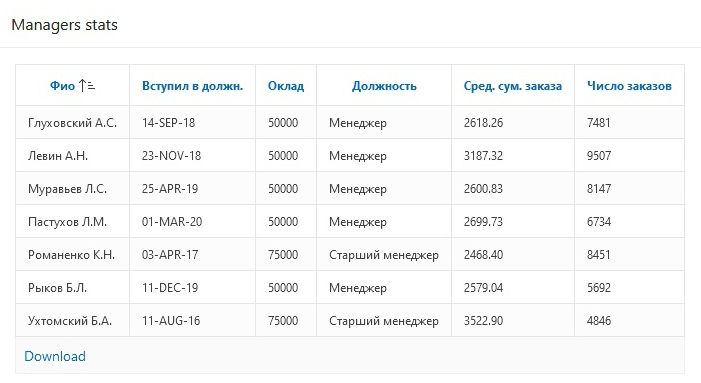 Managers stats
Фио Вступил в должн. Оклад Должность Сред. сум. заказа Число заказов
Глуховский А.С. 14-SEP-18 50000 Менеджер 2618.26 7481
Левин А.Н. 23-NOV-18 50000 Менеджер 3187.32 9507
Муравьев Л.С. 25-APR-19 50000 Менеджер 2600.83 8147
Пастухов Л.М. 01-MAR-20 50000 Менеджер 2699.73 6734
Романенко К.Н. 03-APR-17 75000 Старший менеджер 2468.40 8451
Рыков Б.Л. 11-DEC-19 50000 Менеджер 2579.04 5692
Ухтомский Б.А. 11-AUG-16 75000 Старший менеджер 3522.90 4846
Download